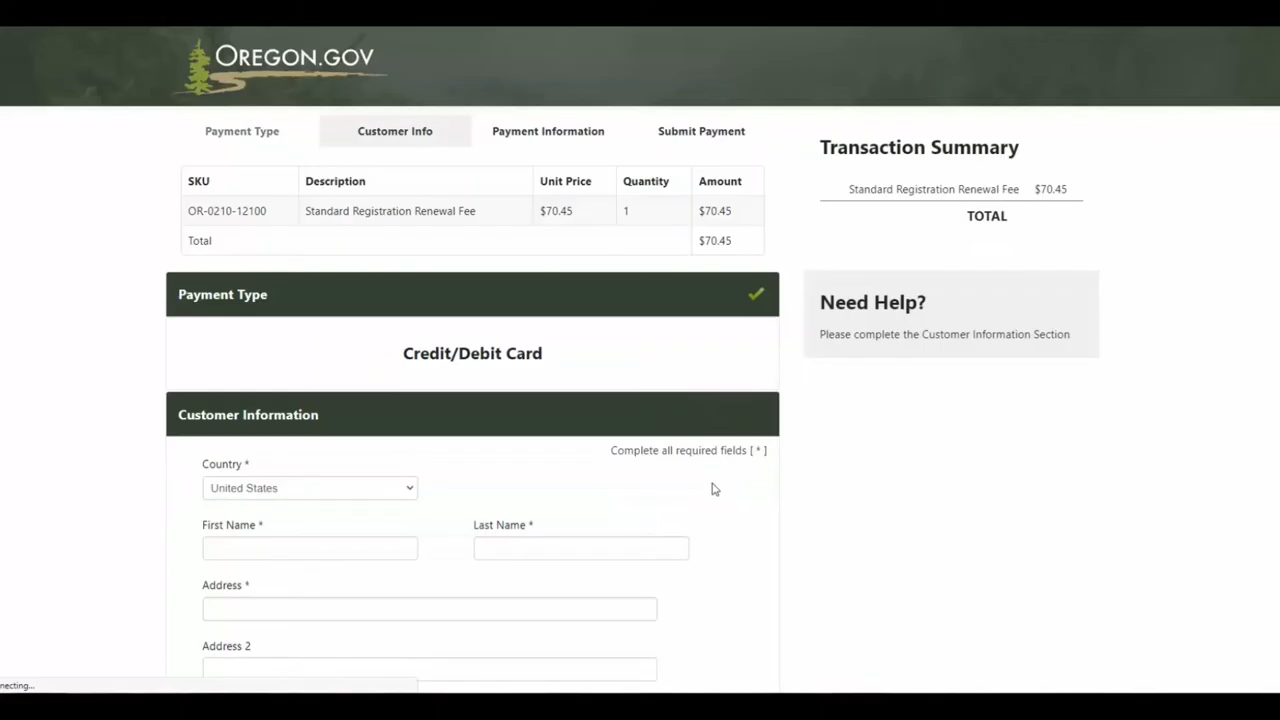 OREGON.GOV
Payment Type Customer Info Payment Information Submit Payment
SKU Description Unit Price Quantity Amount
OR-0210-12100 Standard Registration Renewal Fee $70.45 1 $70.45
Total $70.45
Payment Type
Credit/Debit Card
Customer Information
Complete all required fields [ * ]
Country *
United States
First Name * Last Name *
Address *
Address 2
necting...
Transaction Summary
Standard Registration Renewal Fee $70.45
TOTAL
Need Help?
Please complete the Customer Information Section